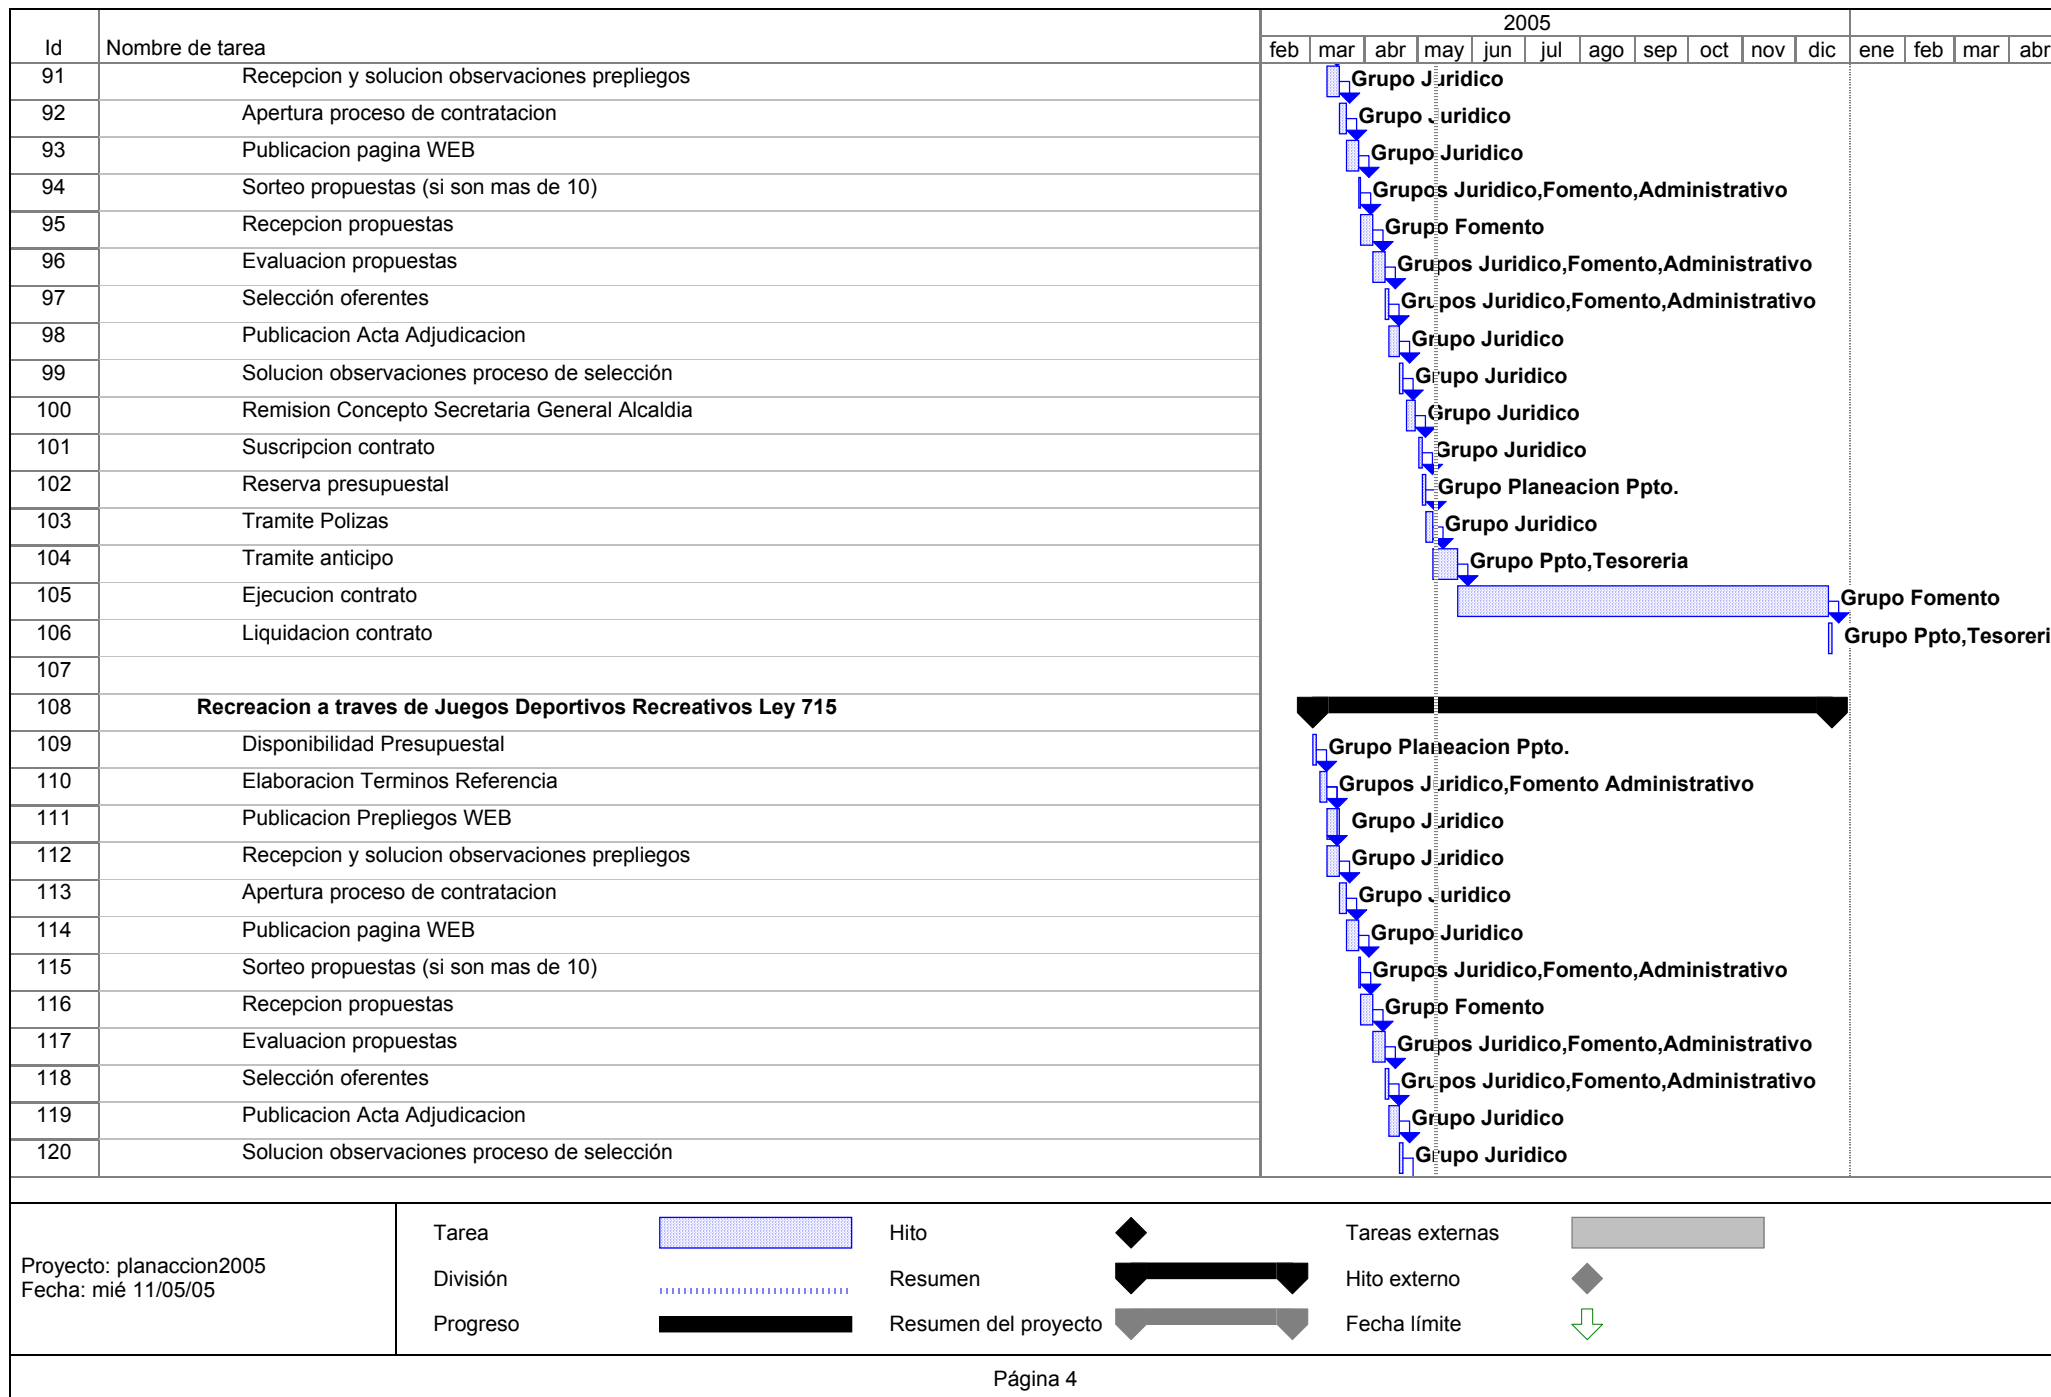 2005
Id Nombre de tarea feb mar abr may jun jul ago sep oct nov dic ene feb mar abr
91 Recepcion y solucion observaciones prepliegos Grupo Juridico
92 Apertura proceso de contratacion Grupo Juridico
93 Publicacion pagina WEB Grupo Juridico
94 Sorteo propuestas (si son mas de 10) Grupos Juridico,Fomento,Administrativo
95 Recepcion propuestas Grupo Fomento
96 Evaluacion propuestas Grupos Juridico,Fomento,Administrativo
97 Selección oferentes Grupos Juridico,Fomento,Administrativo
98 Publicacion Acta Adjudicacion Grupo Juridico
99 Solucion observaciones proceso de selección Grupo Juridico
100 Remision Concepto Secretaria General Alcaldia Grupo Juridico
101 Suscripcion contrato Grupo Juridico
102 Reserva presupuestal Grupo Planeacion Ppto.
103 Tramite Polizas Grupo Juridico
104 Tramite anticipo Grupo Ppto,Tesoreria
105 Ejecucion contrato Grupo Fomento
106 Liquidacion contrato Grupo Ppto,Tesoreri
107
108 Recreacion a traves de Juegos Deportivos Recreativos Ley 715
109 Disponibilidad Presupuestal Grupo Planeacion Ppto.
110 Elaboracion Terminos Referencia Grupos Juridico,Fomento Administrativo
111 Publicacion Prepliegos WEB Grupo Juridico
112 Recepcion y solucion observaciones prepliegos Grupo Juridico
113 Apertura proceso de contratacion Grupo Juridico
114 Publicacion pagina WEB Grupo Juridico
115 Sorteo propuestas (si son mas de 10) Grupos Juridico,Fomento,Administrativo
116 Recepcion propuestas Grupo Fomento
117 Evaluacion propuestas Grupos Juridico,Fomento,Administrativo
118 Selección oferentes Grupos Juridico,Fomento,Administrativo
119 Publicacion Acta Adjudicacion Grupo Juridico
120 Solucion observaciones proceso de selección Grupo Juridico
Proyecto: planaccion2005
Fecha: mié 11/05/05
Tarea Hito Tareas externas
División Resumen Hito externo
Progreso Resumen del proyecto Fecha límite
Página 4